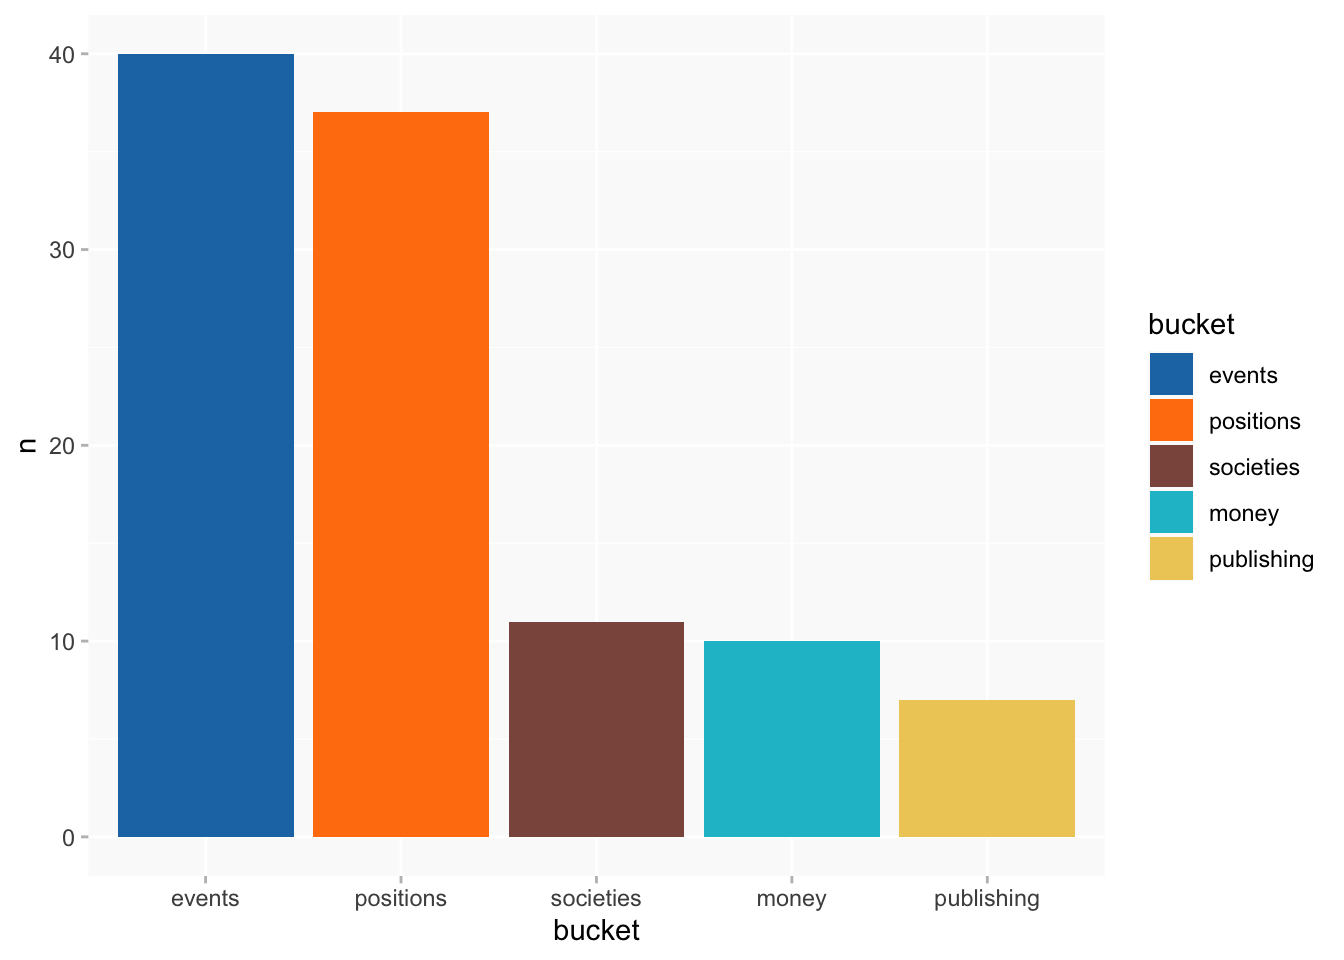 40
30
20
10
0
n
events
positions
societies
money
publishing
bucket
bucket
events
positions
societies
money
publishing